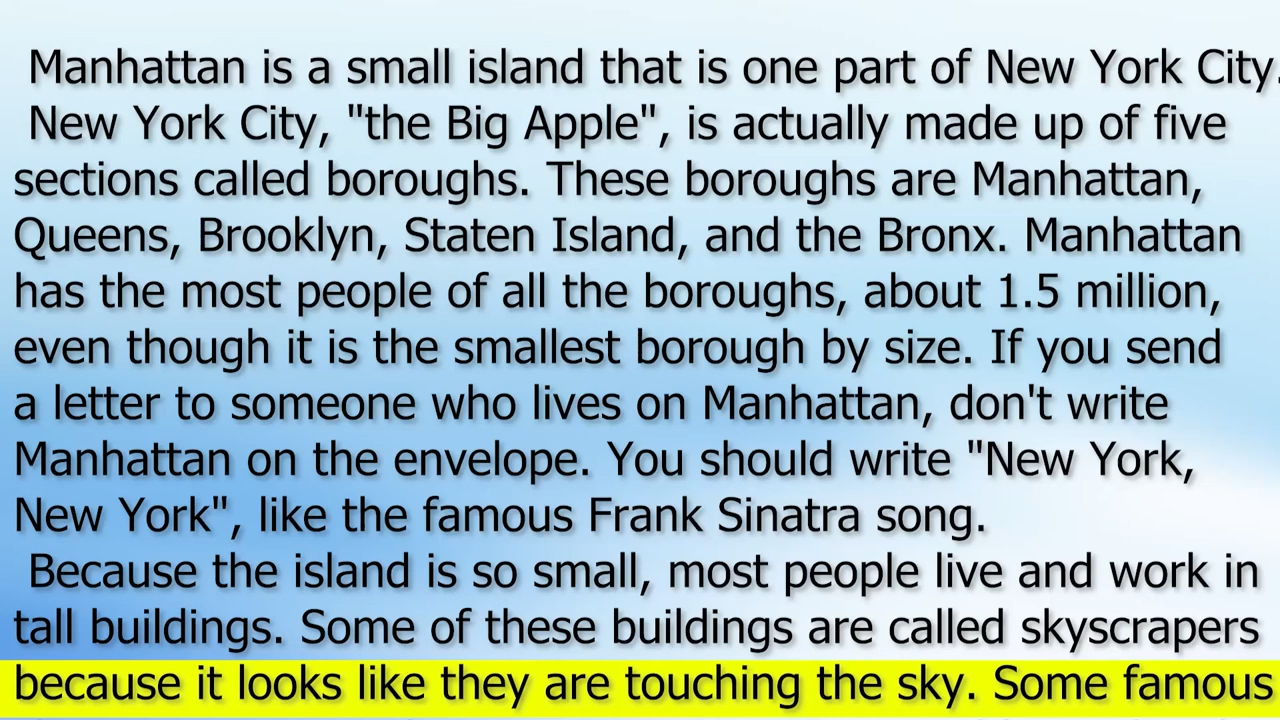 Manhattan is a small island that is one part of New York City.
New York City, "the Big Apple", is actually made up of five
sections called boroughs. These boroughs are Manhattan,
Queens, Brooklyn, Staten Island, and the Bronx. Manhattan
has the most people of all the boroughs, about 1.5 million,
even though it is the smallest borough by size. If you send
a letter to someone who lives on Manhattan, don't write
Manhattan on the envelope. You should write "New York,
New York", like the famous Frank Sinatra song.
Because the island is so small, most people live and work in
tall buildings. Some of these buildings are called skyscrapers
because it looks like they are touching the sky. Some famous